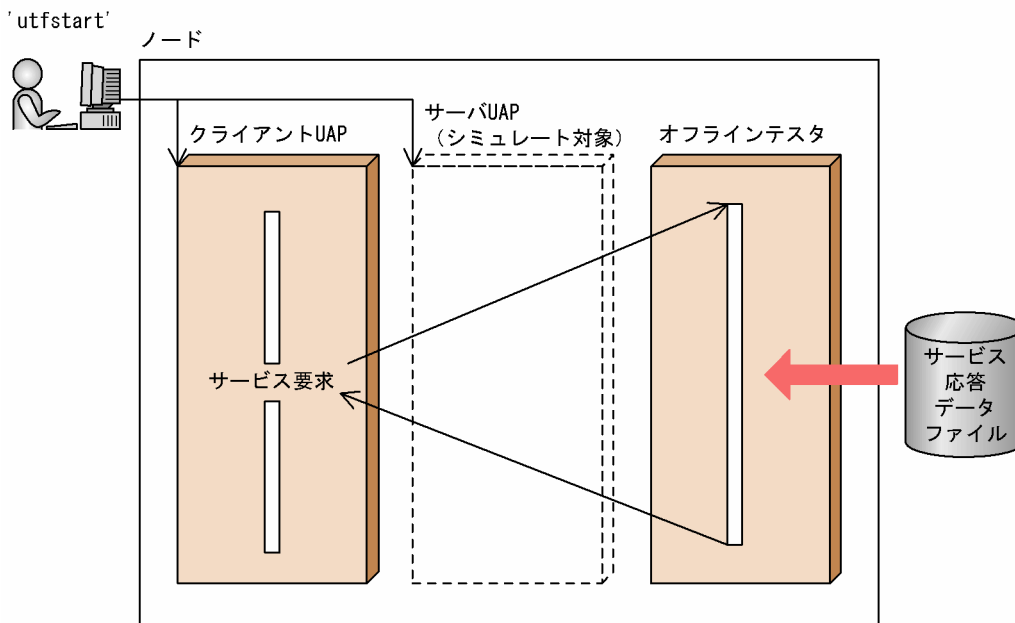 'utfstart'
ノード
クライアントUAP
サーバUAP
（シミュレート対象）
オフラインテスタ
サービス要求
サービス
応答
データ
ファイル